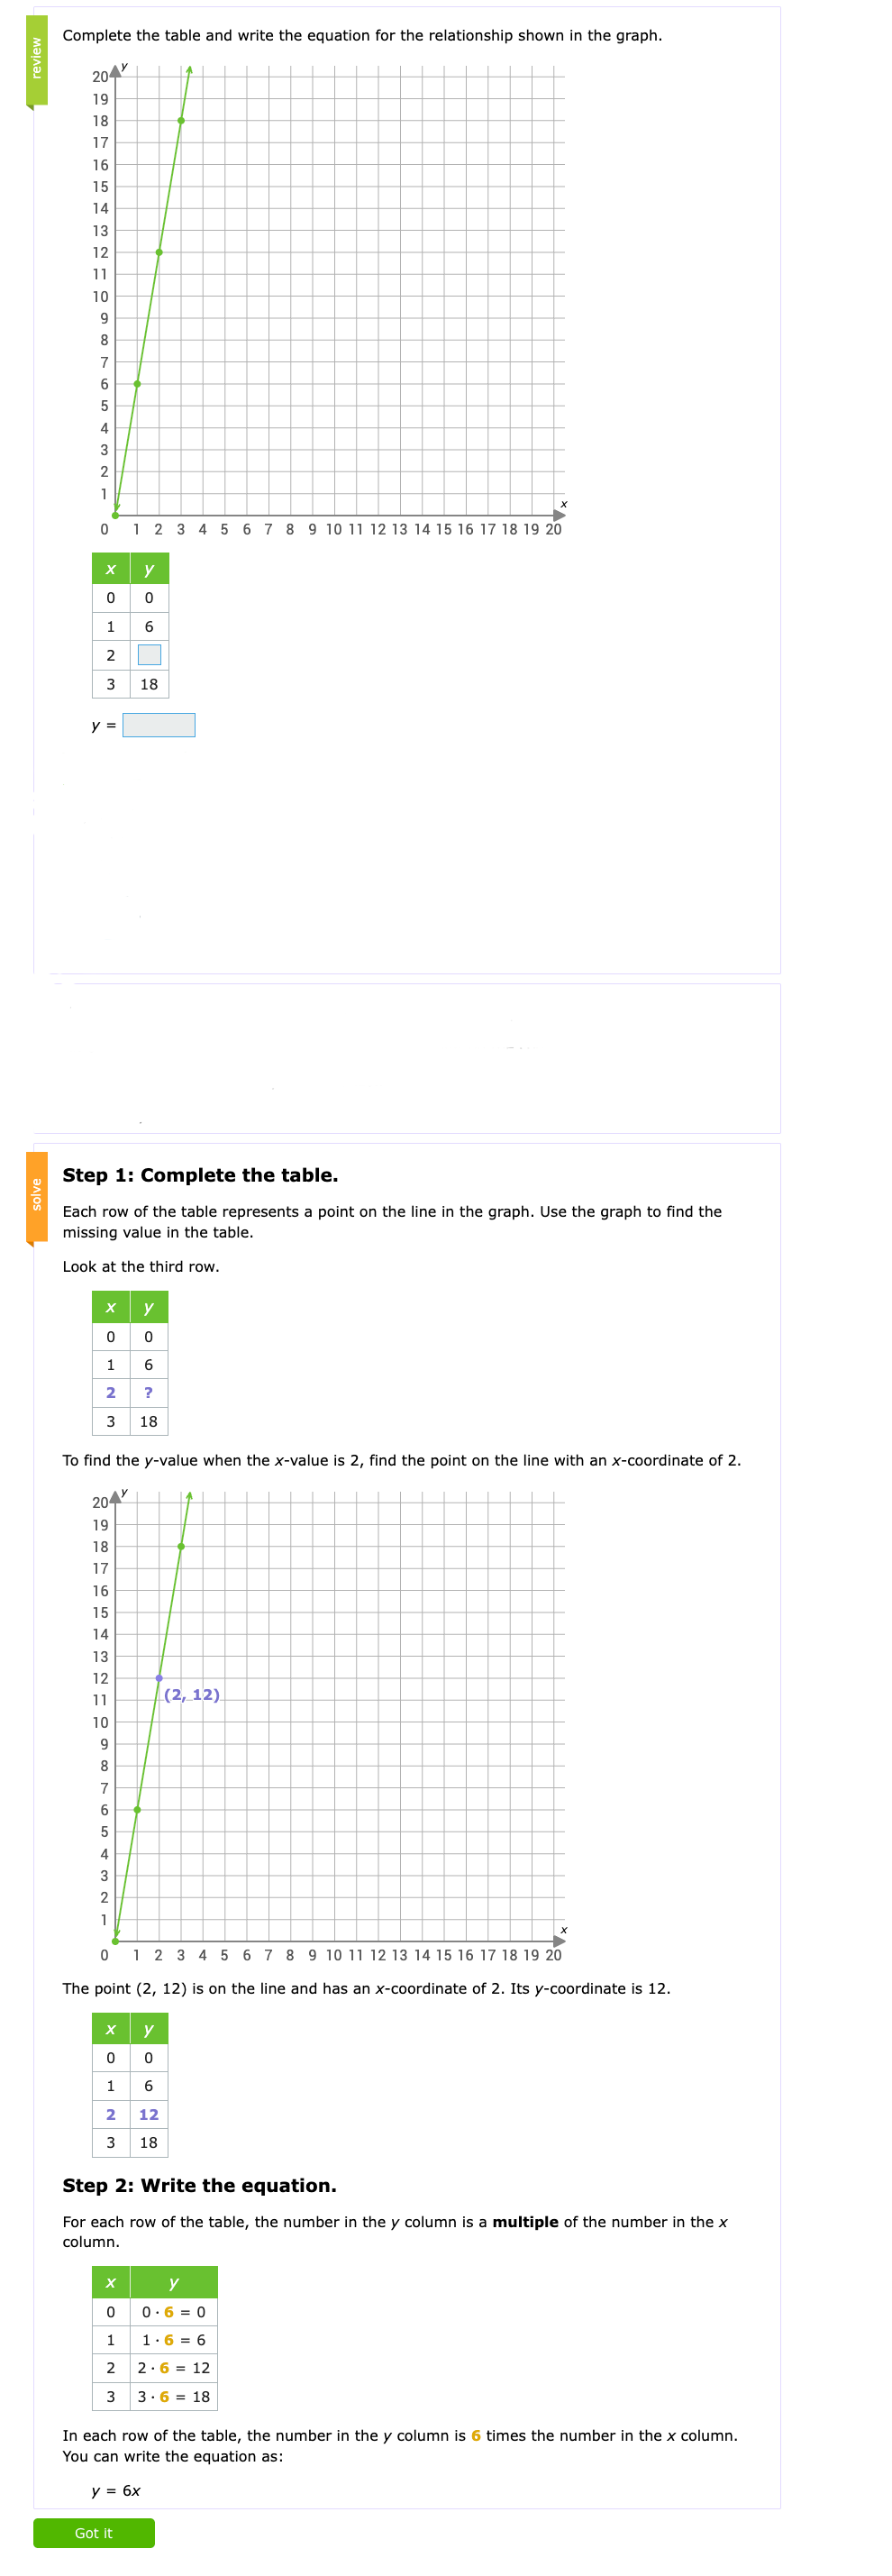 review
Complete the table and write the equation for the relationship shown in the graph.
y
20
19
18
17
16
15
14
13
12
11
10
9
8
7
6
5
4
3
2
1
x
0 1 2 3 4 5 6 7 8 9 10 11 12 13 14 15 16 17 18 19 20
x y
0 0
1 6
2
3 18
y =
solve
Step 1: Complete the table.
Each row of the table represents a point on the line in the graph. Use the graph to find the
missing value in the table.
Look at the third row.
x y
0 0
1 6
2 ?
3 18
To find the y-value when the x-value is 2, find the point on the line with an x-coordinate of 2.
y
20
19
18
17
16
15
14
13
12
(2, 12)
11
10
9
8
7
6
5
4
3
2
1
x
0 1 2 3 4 5 6 7 8 9 10 11 12 13 14 15 16 17 18 19 20
The point (2, 12) is on the line and has an x-coordinate of 2. Its y-coordinate is 12.
x y
0 0
1 6
2 12
3 18
Step 2: Write the equation.
For each row of the table, the number in the y column is a multiple of the number in the x
column.
x y
0 0 · 6 = 0
1 1 · 6 = 6
2 2 · 6 = 12
3 3 · 6 = 18
In each row of the table, the number in the y column is 6 times the number in the x column.
You can write the equation as:
y = 6x
Got it